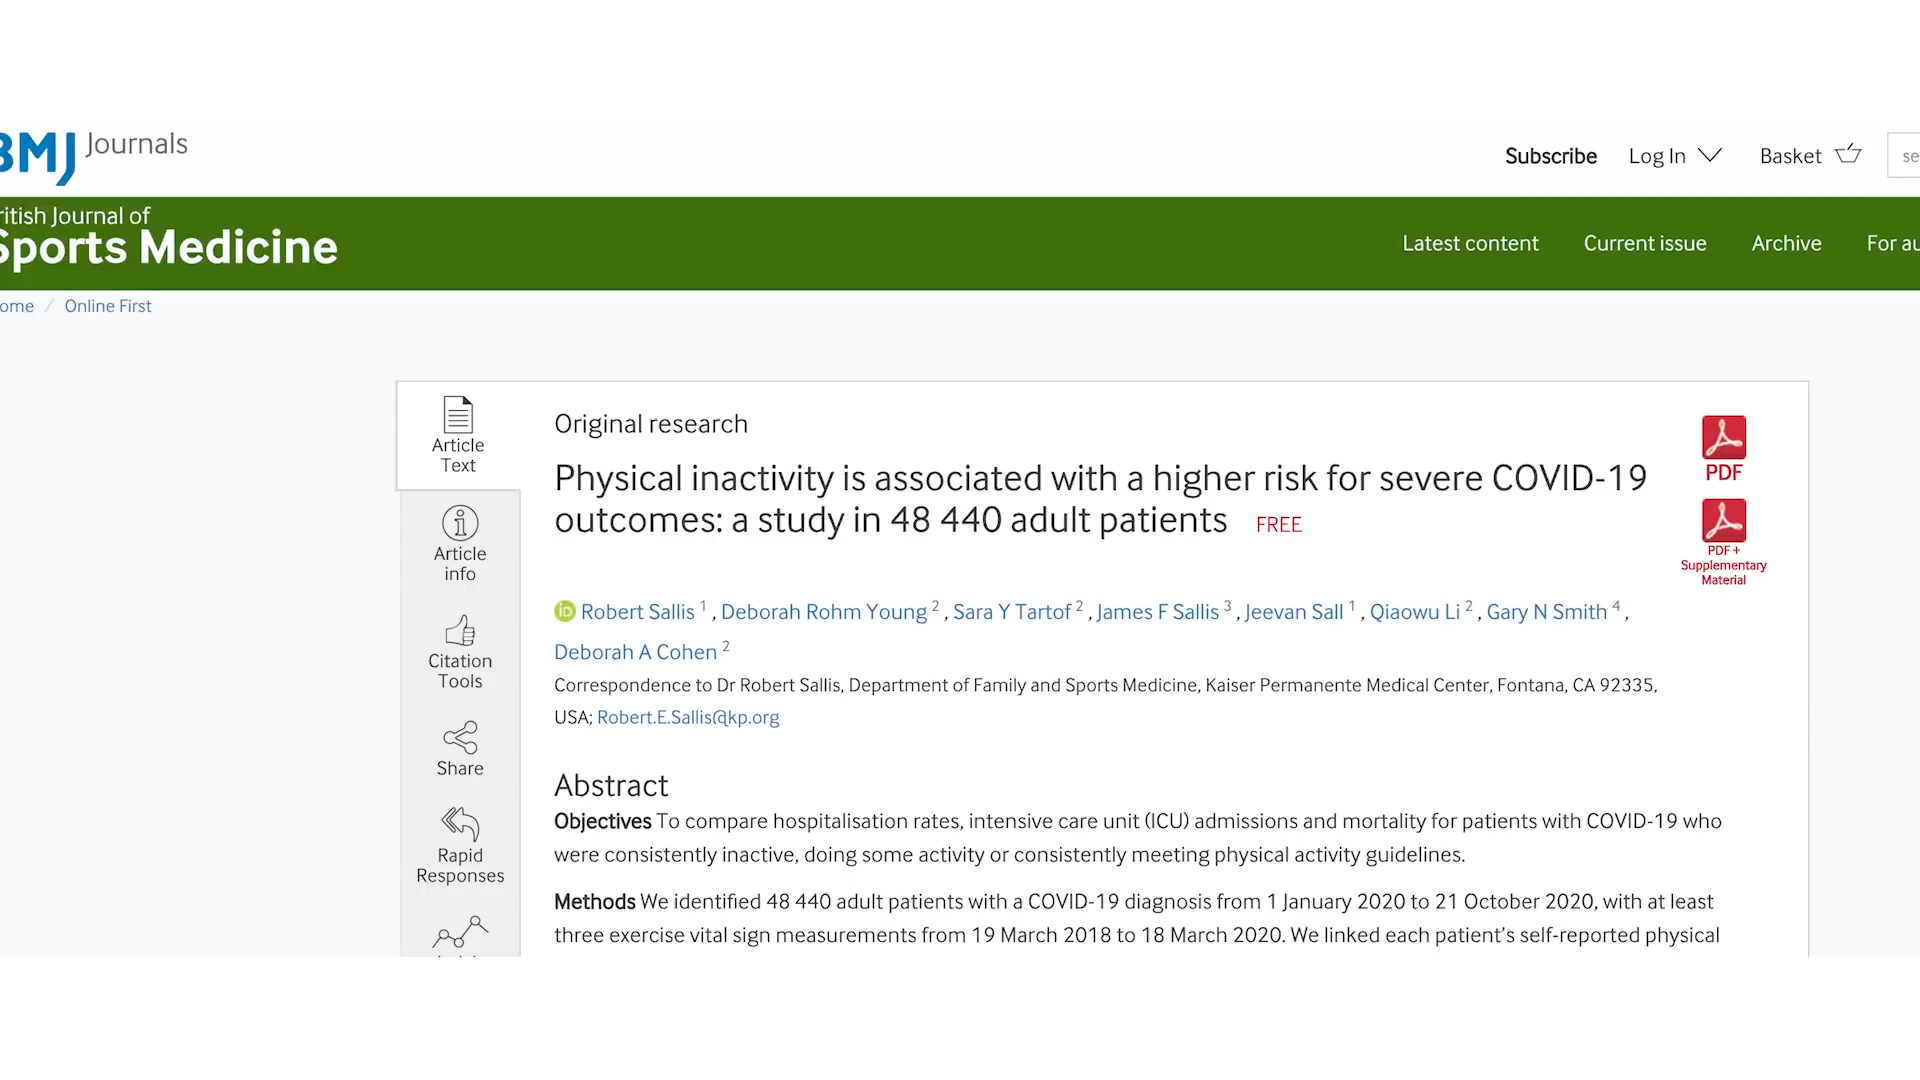 BMJ Journals
Subscribe Log In Basket
British Journal of
Sports Medicine
Latest content Current issue Archive For
Home / Online First
Article
Text
Original research
PDF
Physical inactivity is associated with a higher risk for severe COVID-19
outcomes: a study in 48 440 adult patients FREE
PDF +
Supplementary
Material
Article
info
iD Robert Sallis 1, Deborah Rohm Young 2, Sara Y Tartof 2, James F Sallis 3, Jeevan Sall 1, Qiaowu Li 2, Gary N Smith 4,
Deborah A Cohen 2
Citation
Tools
Correspondence to Dr Robert Sallis, Department of Family and Sports Medicine, Kaiser Permanente Medical Center, Fontana, CA 92335,
USA; Robert.E.Sallis@kp.org
Share
Abstract
Objectives To compare hospitalisation rates, intensive care unit (ICU) admissions and mortality for patients with COVID-19 who
were consistently inactive, doing some activity or consistently meeting physical activity guidelines.
Rapid
Responses
Methods We identified 48 440 adult patients with a COVID-19 diagnosis from 1 January 2020 to 21 October 2020, with at least
three exercise vital sign measurements from 19 March 2018 to 18 March 2020. We linked each patient's self-reported physical